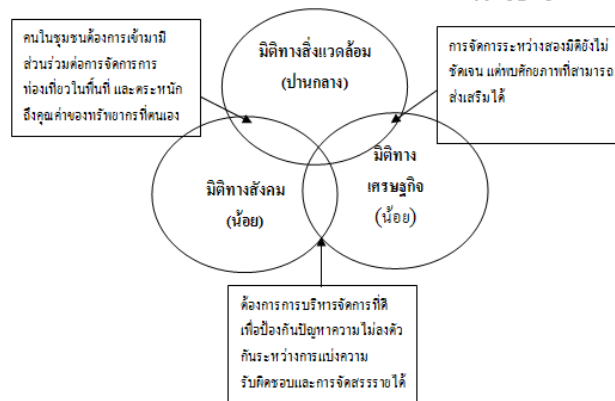 คนในชุมชนต้องการเข้ามามี
ส่วนร่วมต่อการจัดการการ
ท่องเที่ยวในพื้นที่ และตระหนัก
ถึงคุณค่าของทรัพยากรที่ตนเอง
มิติทางสิ่งแวดล้อม
(ปานกลาง)
การจัดการระหว่างสองมิติยังไม่
ชัดเจน แต่พบศักยภาพที่สามารถ
ส่งเสริมได้
มิติทางสังคม
(น้อย)
มิติทาง
เศรษฐกิจ
(น้อย)
ต้องการการบริหารจัดการที่ดี
เพื่อป้องกันปัญหาความไม่ลงตัว
กันระหว่างการแบ่งความ
รับผิดชอบและการจัดสรรรายได้